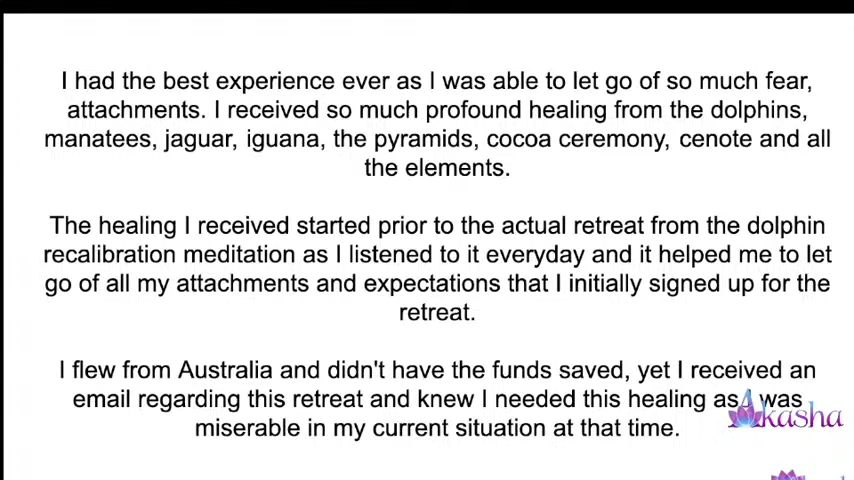 I had the best experience ever as I was able to let go of so much fear,
attachments. I received so much profound healing from the dolphins,
manatees, jaguar, iguana, the pyramids, cocoa ceremony, cenote and all
the elements.
The healing I received started prior to the actual retreat from the dolphin
recalibration meditation as I listened to it everyday and it helped me to let
go of all my attachments and expectations that I initially signed up for the
retreat.
I flew from Australia and didn't have the funds saved, yet I received an
email regarding this retreat and knew I needed this healing as I was
miserable in my current situation at that time.
Akasha